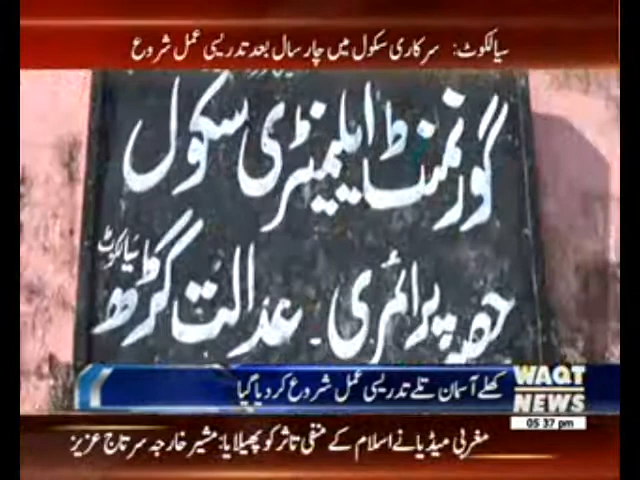 سیالکوٹ: سرکاری سکول میں چار سال بعد تدریسی عمل شروع
گورنمنٹ ایلیمنٹری سکول
حصہ پرائمری۔ عدالت گڑھ سیالکوٹ
کھلے آسمان تلے تدریسی عمل شروع کر دیا گیا
WAQT
NEWS
05:37 pm
مغربی میڈیا نے اسلام کے منفی تاثر کو پھیلایا: مشیر خارجہ سرتاج عزیز